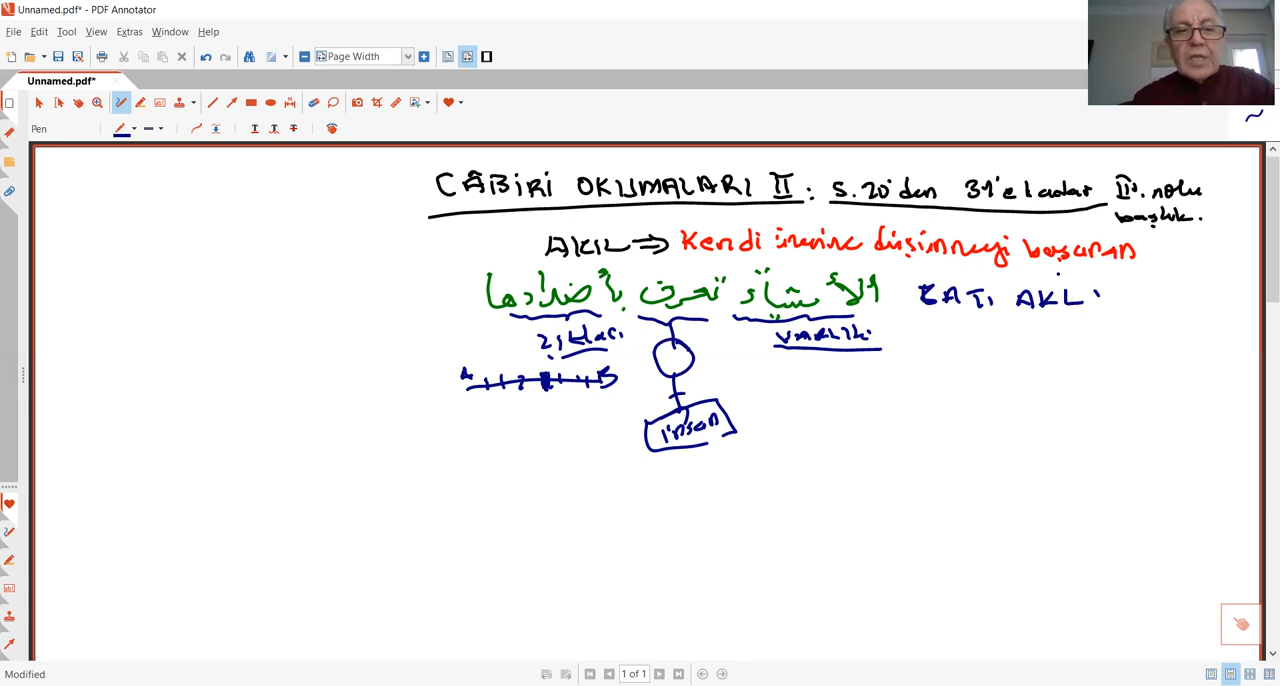 Unnamed.pdf* - PDF Annotator
File Edit Tool View Extras Window Help
Page Width
Unnamed.pdf*
Pen
CÂBİRİ OKUMALARI II : S. 20'den 31'e kadar II. nolu
başlık.
AKIL ⇒ Kendi üzerine düşünmeyi başaran
الأشياء تعرف بأضدادها BATI AKLI
zıtları varlık
A B
insan
Modified
1 of 1